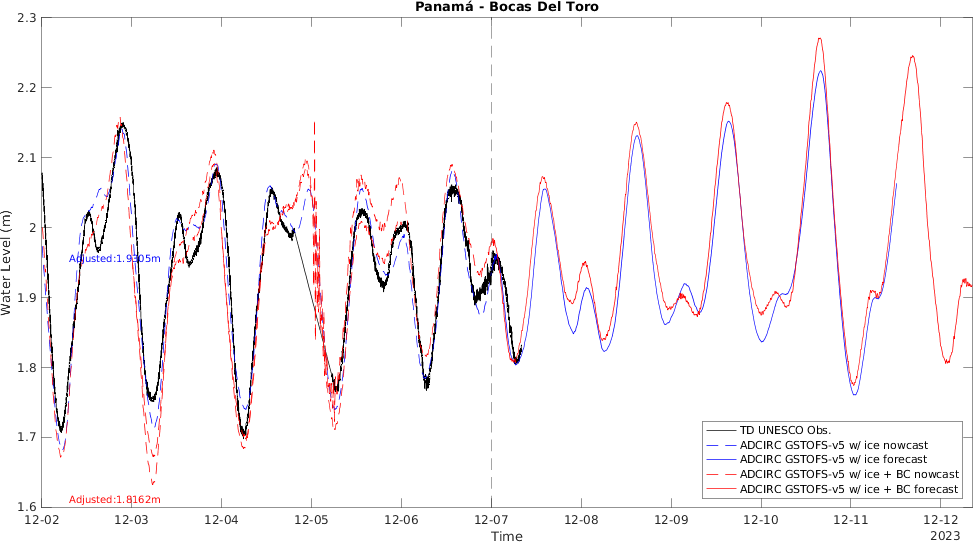 Panamá - Bocas Del Toro
2.3
2.2
2.1
2
1.9
1.8
1.7
1.6
Water Level (m)
Adjusted:1.9305m
Adjusted:1.8162m
TD UNESCO Obs.
ADCIRC GSTOFS-v5 w/ ice nowcast
ADCIRC GSTOFS-v5 w/ ice forecast
ADCIRC GSTOFS-v5 w/ ice + BC nowcast
ADCIRC GSTOFS-v5 w/ ice + BC forecast
12-02 12-03 12-04 12-05 12-06 12-07 12-08 12-09 12-10 12-11 12-12
Time 2023